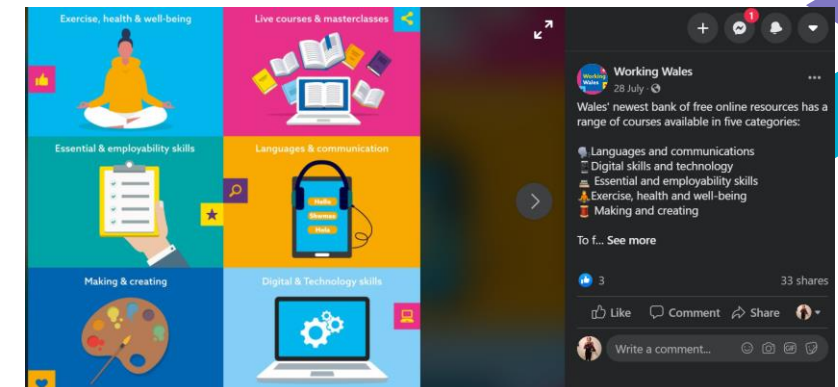 Exercise, health & well-being
Live courses & masterclasses
Essential & employability skills
Languages & communication
Hello
Shwmae
Hola
Making & creating
Digital & Technology skills
1
Working Wales
Working Wales
28 July
Wales' newest bank of free online resources has a
range of courses available in five categories:
Languages and communications
Digital skills and technology
Essential and employability skills
Exercise, health and well-being
Making and creating
To f... See more
3
33 shares
Like
Comment
Share
Write a comment...
GIF